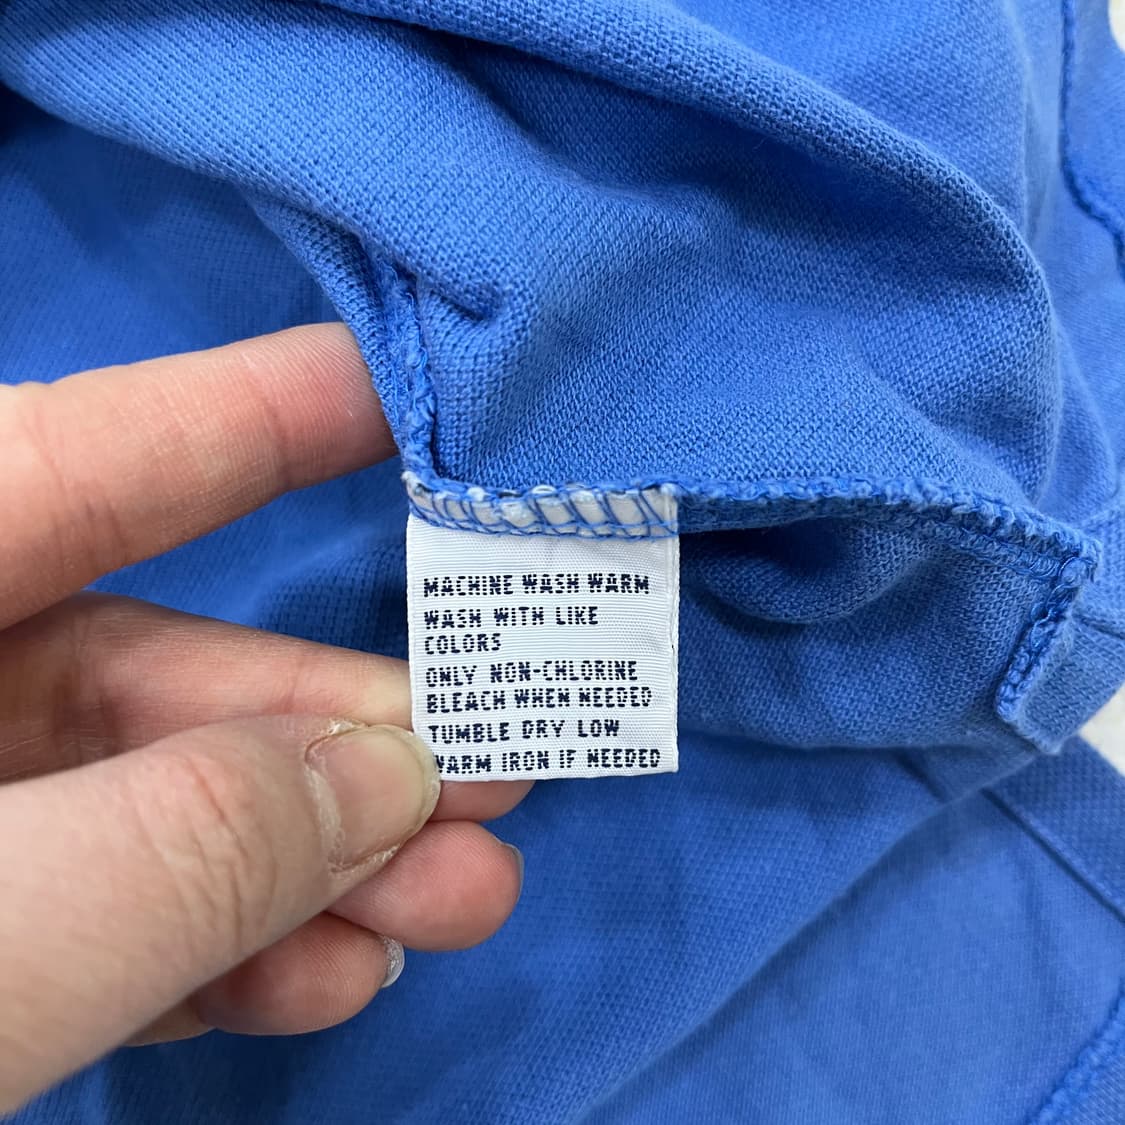 MACHINE WASH WARM
WASH WITH LIKE
COLORS
ONLY NON-CHLORINE
BLEACH WHEN NEEDED
TUMBLE DRY LOW
WARM IRON IF NEEDED